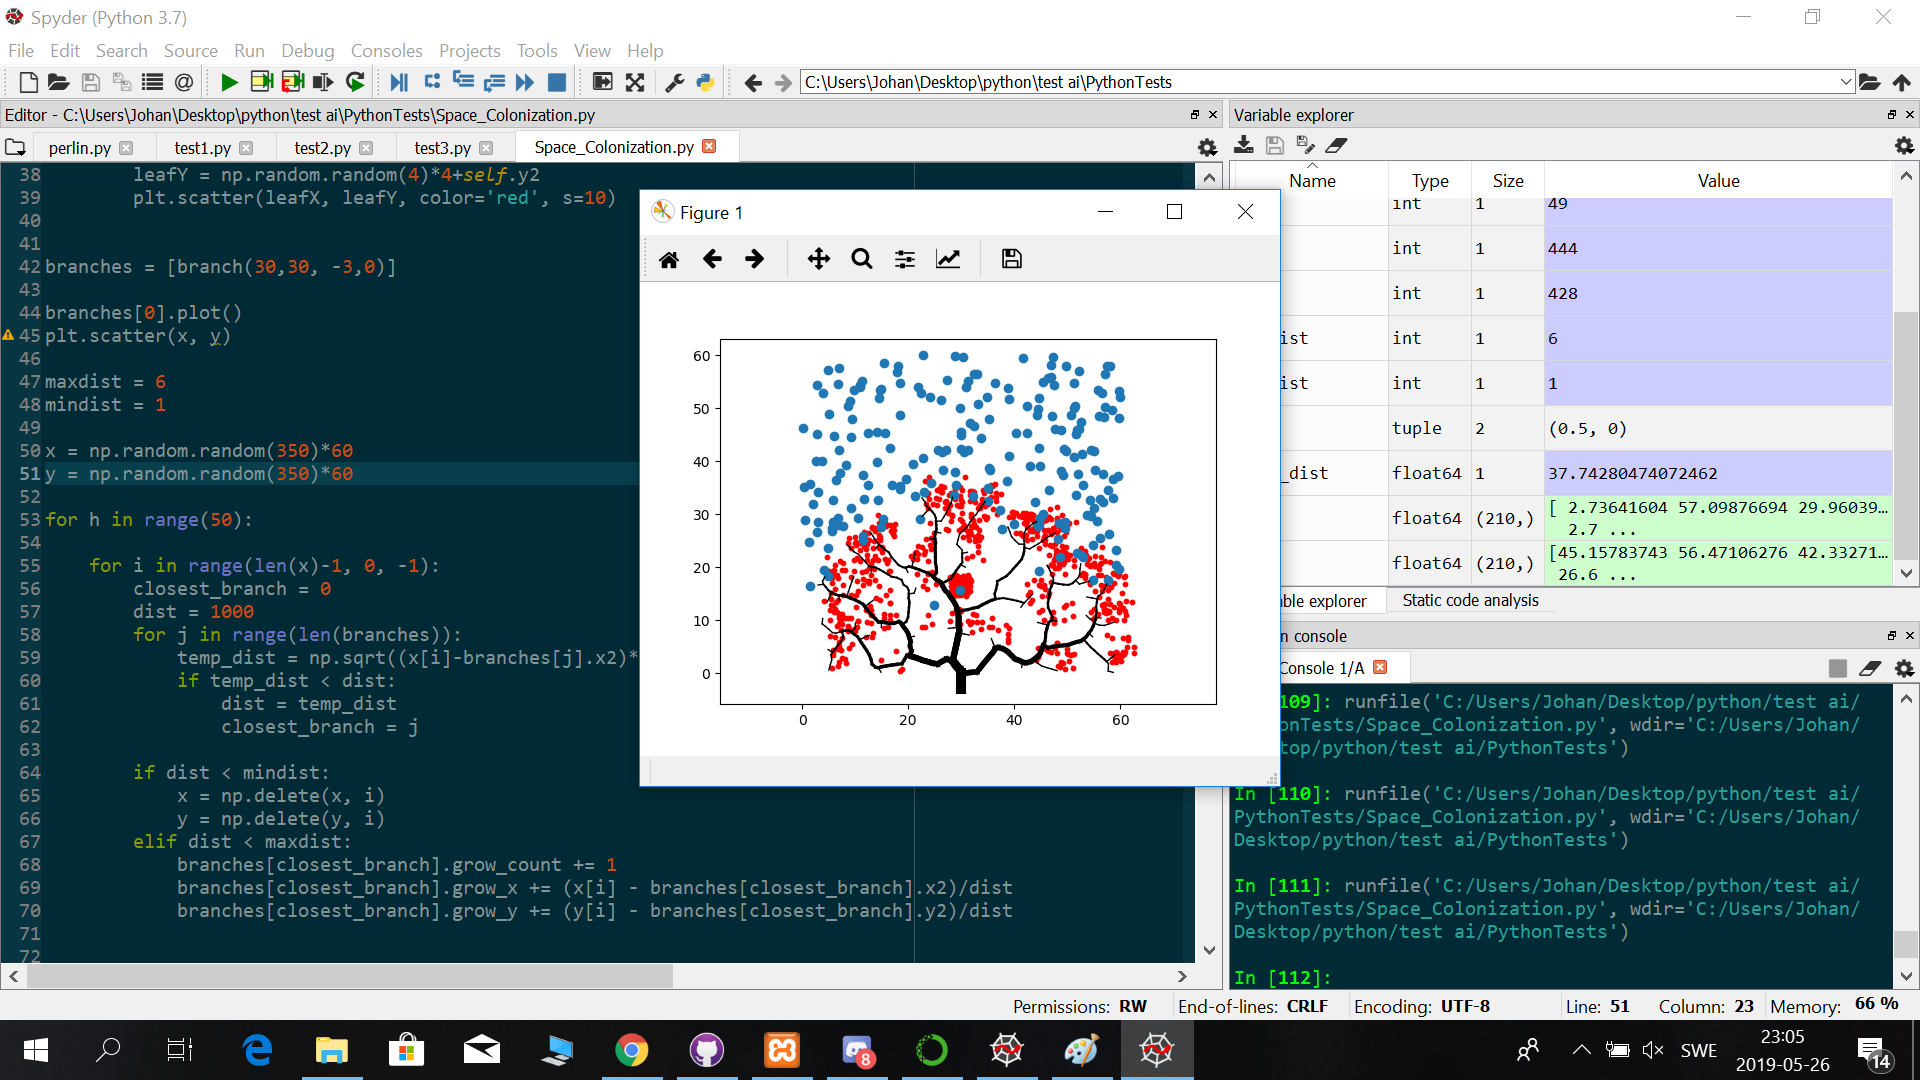 Spyder (Python 3.7)
File Edit Search Source Run Debug Consoles Projects Tools View Help
C:\Users\Johan\Desktop\python\test ai\PythonTests
Editor - C:\Users\Johan\Desktop\python\test ai\PythonTests\Space_Colonization.py
perlin.py test1.py test2.py test3.py Space_Colonization.py
38 leafY = np.random.random(4)*4+self.y2
39 plt.scatter(leafX, leafY, color='red', s=10)
40
41
42 branches = [branch(30,30, -3,0)]
43
44 branches[0].plot()
45 plt.scatter(x, y)
46
47 maxdist = 6
48 mindist = 1
49
50 x = np.random.random(350)*60
51 y = np.random.random(350)*60
52
53 for h in range(50):
54
55 for i in range(len(x)-1, 0, -1):
56 closest_branch = 0
57 dist = 1000
58 for j in range(len(branches)):
59 temp_dist = np.sqrt((x[i]-branches[j].x2)*
60 if temp_dist < dist:
61 dist = temp_dist
62 closest_branch = j
63
64 if dist < mindist:
65 x = np.delete(x, i)
66 y = np.delete(y, i)
67 elif dist < maxdist:
68 branches[closest_branch].grow_count += 1
69 branches[closest_branch].grow_x += (x[i] - branches[closest_branch].x2)/dist
70 branches[closest_branch].grow_y += (y[i] - branches[closest_branch].y2)/dist
71
72
Figure 1
60
50
40
30
20
10
0
0 20 40 60
Variable explorer
Name Type Size Value
int 1 49
int 1 444
int 1 428
ist int 1 6
ist int 1 1
tuple 2 (0.5, 0)
_dist float64 1 37.74280474072462
float64 (210,) [ 2.73641604 57.09876694 29.96039…
2.7 ...
float64 (210,) [45.15783743 56.47106276 42.33271…
26.6 ...
ble explorer Static code analysis
n console
Console 1/A
109]: runfile('C:/Users/Johan/Desktop/python/test ai/
onTests/Space_Colonization.py', wdir='C:/Users/Johan/
top/python/test ai/PythonTests')
In [110]: runfile('C:/Users/Johan/Desktop/python/test ai/
PythonTests/Space_Colonization.py', wdir='C:/Users/Johan/
Desktop/python/test ai/PythonTests')
In [111]: runfile('C:/Users/Johan/Desktop/python/test ai/
PythonTests/Space_Colonization.py', wdir='C:/Users/Johan/
Desktop/python/test ai/PythonTests')
In [112]:
Permissions: RW End-of-lines: CRLF Encoding: UTF-8 Line: 51 Column: 23 Memory: 66 %
8
SWE
23:05
2019-05-26
14